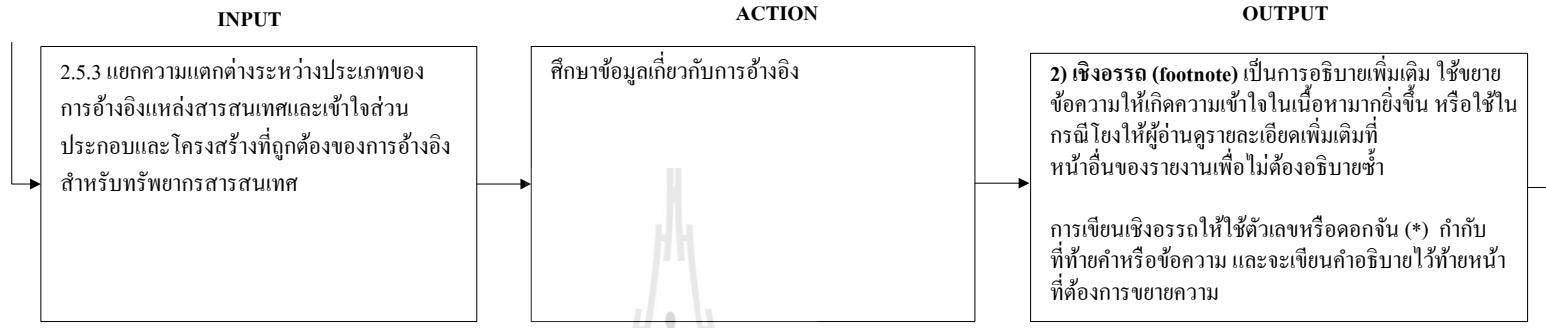 INPUT
ACTION
OUTPUT
2.5.3 แยกความแตกต่างระหว่างประเภทของ
การอ้างอิงแหล่งสารสนเทศและเข้าใจส่วน
ประกอบและโครงสร้างที่ถูกต้องของการอ้างอิง
สำหรับทรัพยากรสารสนเทศ
ศึกษาข้อมูลเกี่ยวกับการอ้างอิง
2) เชิงอรรถ (footnote) เป็นการอธิบายเพิ่มเติม ใช้ขยาย
ข้อความให้เกิดความเข้าใจในเนื้อหามากยิ่งขึ้น หรือใช้ใน
กรณีโยงให้ผู้อ่านดูรายละเอียดเพิ่มเติมที่
หน้าอื่นของรายงานเพื่อไม่ต้องอธิบายซ้ำ
การเขียนเชิงอรรถให้ใช้ตัวเลขหรือดอกจัน (*) กำกับ
ที่ท้ายคำหรือข้อความ และจะเขียนคำอธิบายไว้ท้ายหน้า
ที่ต้องการขยายความ